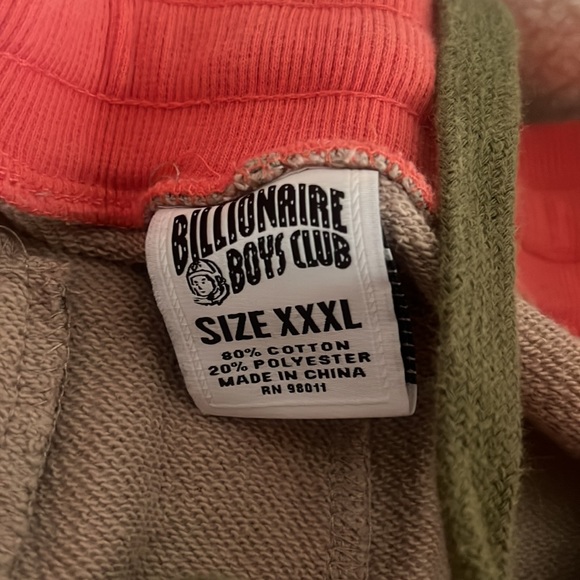 BILLIONAIRE
BOYS CLUB
SIZE XXXL
80% COTTON
20% POLYESTER
MADE IN CHINA
RN 98011